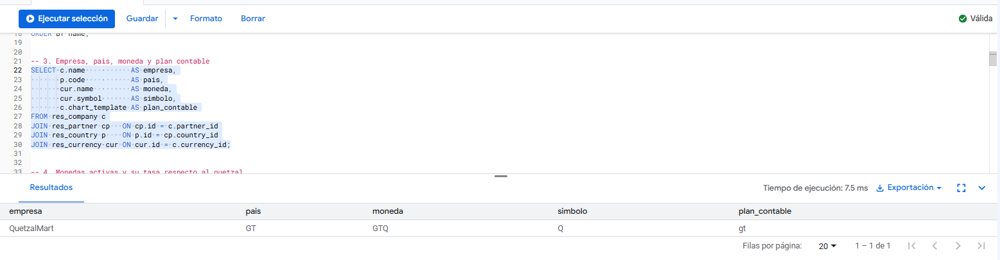 Ejecutar selección Guardar Formato Borrar Válida
18 ORDER BY name;
19
20
21 -- 3. Empresa, pais, moneda y plan contable
22 SELECT c.name AS empresa,
23 p.code AS pais,
24 cur.name AS moneda,
25 cur.symbol AS simbolo,
26 c.chart_template AS plan_contable
27 FROM res_company c
28 JOIN res_partner cp ON cp.id = c.partner_id
29 JOIN res_country p ON p.id = cp.country_id
30 JOIN res_currency cur ON cur.id = c.currency_id;
31
32
33 -- 4. Monedas activas y su tasa respecto al quetzal
Resultados Tiempo de ejecución: 7.5 ms Exportación
empresa pais moneda simbolo plan_contable
QuetzalMart GT GTQ Q gt
Filas por página: 20 1 – 1 de 1